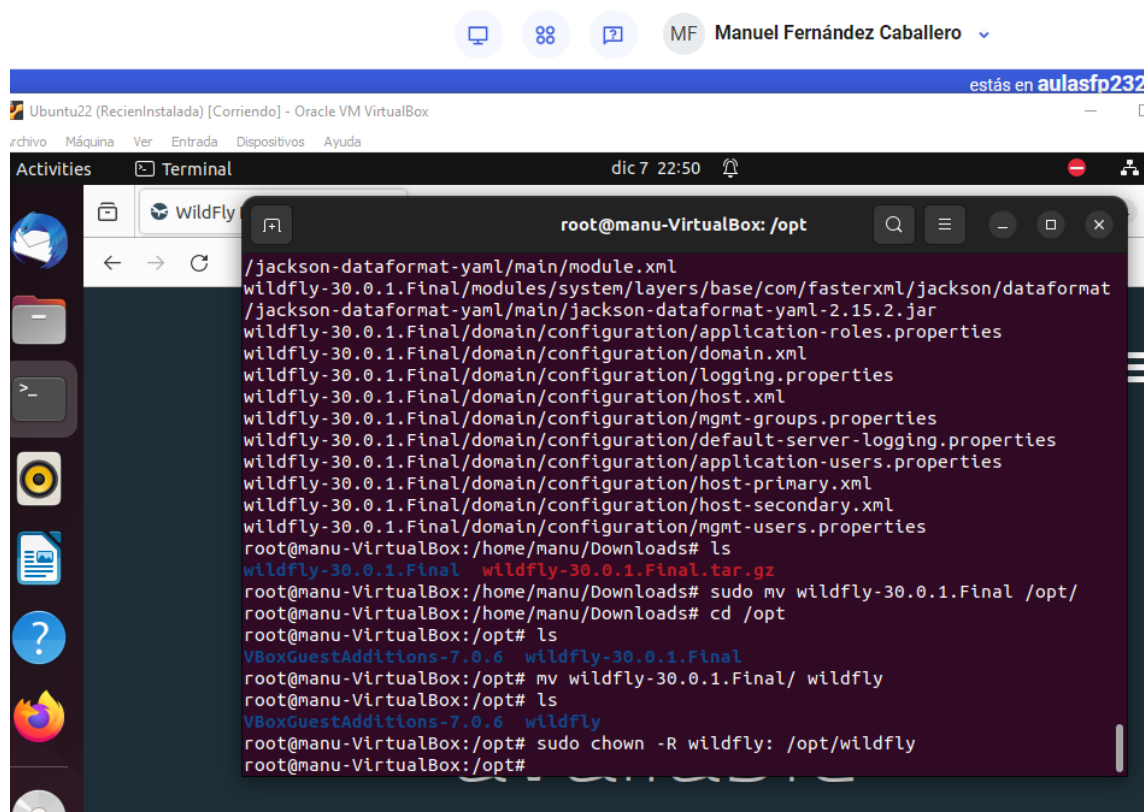 MF Manuel Fernández Caballero
estás en aulasfp232
Ubuntu22 (RecienInstalada) [Corriendo] - Oracle VM VirtualBox
Máquina Ver Entrada Dispositivos Ayuda
Activities Terminal dic 7 22:50
WildFly
root@manu-VirtualBox: /opt
/jackson-dataformat-yaml/main/module.xml
wildfly-30.0.1.Final/modules/system/layers/base/com/fasterxml/jackson/dataformat
/jackson-dataformat-yaml/main/jackson-dataformat-yaml-2.15.2.jar
wildfly-30.0.1.Final/domain/configuration/application-roles.properties
wildfly-30.0.1.Final/domain/configuration/domain.xml
wildfly-30.0.1.Final/domain/configuration/logging.properties
wildfly-30.0.1.Final/domain/configuration/host.xml
wildfly-30.0.1.Final/domain/configuration/mgmt-groups.properties
wildfly-30.0.1.Final/domain/configuration/default-server-logging.properties
wildfly-30.0.1.Final/domain/configuration/application-users.properties
wildfly-30.0.1.Final/domain/configuration/host-primary.xml
wildfly-30.0.1.Final/domain/configuration/host-secondary.xml
wildfly-30.0.1.Final/domain/configuration/mgmt-users.properties
root@manu-VirtualBox:/home/manu/Downloads# ls
wildfly-30.0.1.Final wildfly-30.0.1.Final.tar.gz
root@manu-VirtualBox:/home/manu/Downloads# sudo mv wildfly-30.0.1.Final /opt/
root@manu-VirtualBox:/home/manu/Downloads# cd /opt
root@manu-VirtualBox:/opt# ls
VBoxGuestAdditions-7.0.6 wildfly-30.0.1.Final
root@manu-VirtualBox:/opt# mv wildfly-30.0.1.Final/ wildfly
root@manu-VirtualBox:/opt# ls
VBoxGuestAdditions-7.0.6 wildfly
root@manu-VirtualBox:/opt# sudo chown -R wildfly: /opt/wildfly
root@manu-VirtualBox:/opt#